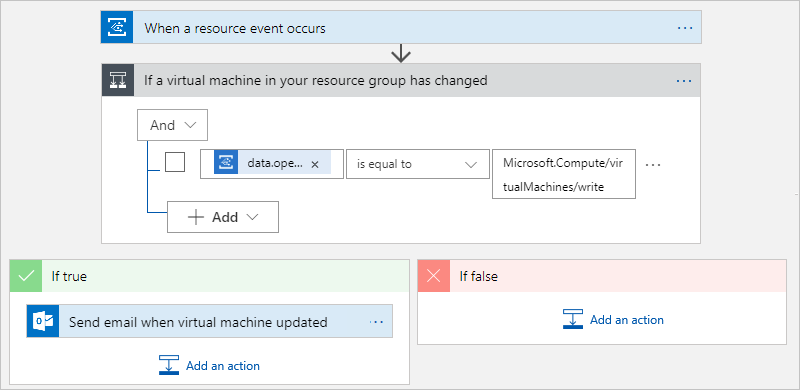 When a resource event occurs
If a virtual machine in your resource group has changed
And
data.ope... × is equal to Microsoft.Compute/vir
tualMachines/write
Add
If true
If false
Send email when virtual machine updated
Add an action
Add an action